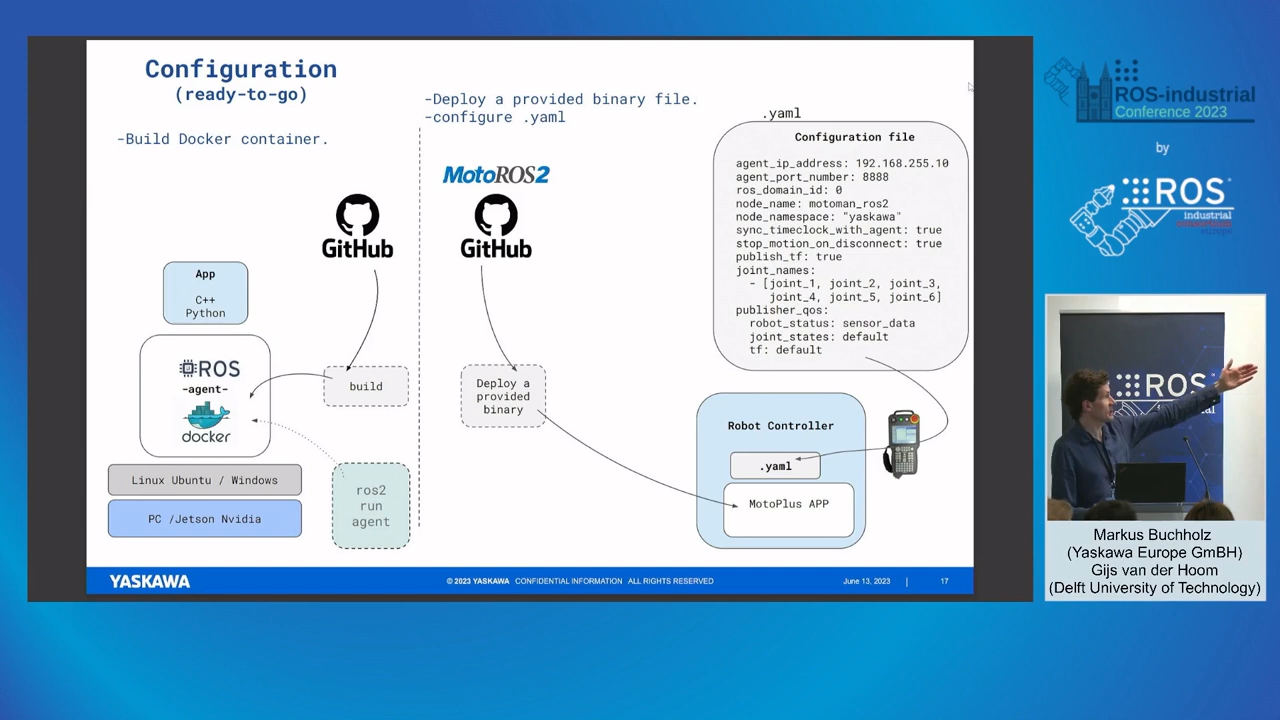 Configuration
(ready-to-go)
-Build Docker container.
-Deploy a provided binary file.
-configure .yaml
MotoROS2
GitHub
GitHub
App
C++
Python
ROS
-agent-
docker
build
Linux Ubuntu / Windows
PC /Jetson Nvidia
ros2
run
agent
Deploy a
provided
binary
.yaml
Configuration file
agent_ip_address: 192.168.255.10
agent_port_number: 8888
ros_domain_id: 0
node_name: motoman_ros2
node_namespace: "yaskawa"
sync_timeclock_with_agent: true
stop_motion_on_disconnect: true
publish_tf: true
joint_names:
- [joint_1, joint_2, joint_3,
joint_4, joint_5, joint_6]
publisher_qos:
robot_status: sensor_data
joint_states: default
tf: default
Robot Controller
.yaml
MotoPlus APP
YASKAWA
© 2023 YASKAWA CONFIDENTIAL INFORMATION ALL RIGHTS RESERVED
June 13, 2023 | 17
ROS-industrial
Conference 2023
by
ROS
industrial
europe
ROS
Markus Buchholz
(Yaskawa Europe GmBH)
Gijs van der Hoorn
(Delft University of Technology)